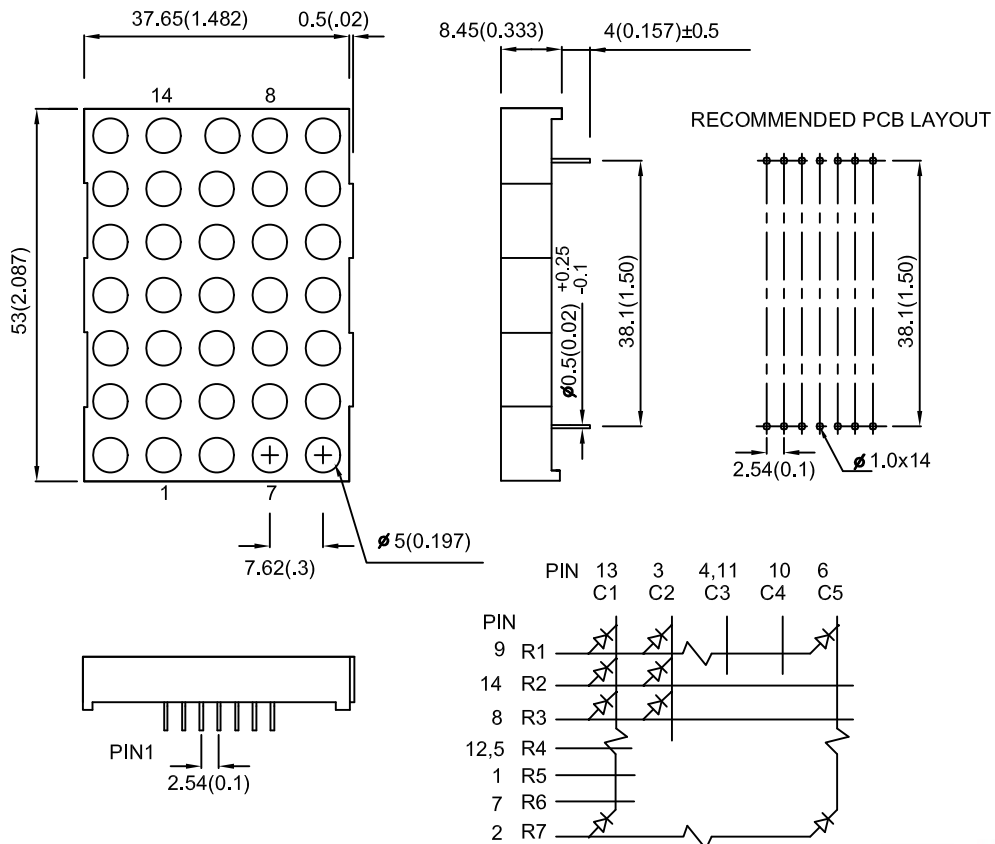 37.65(1.482)
0.5(.02)
14
8
53(2.087)
1
7
7.62(.3)
ø5(0.197)
8.45(0.333)
4(0.157)±0.5
ø0.5(0.02) +0.25 -0.1
38.1(1.50)
RECOMMENDED PCB LAYOUT
38.1(1.50)
2.54(0.1)
ø1.0x14
PIN1
2.54(0.1)
PIN 13 3 4,11 10 6
C1 C2 C3 C4 C5
PIN
9 R1
14 R2
8 R3
12,5 R4
1 R5
7 R6
2 R7